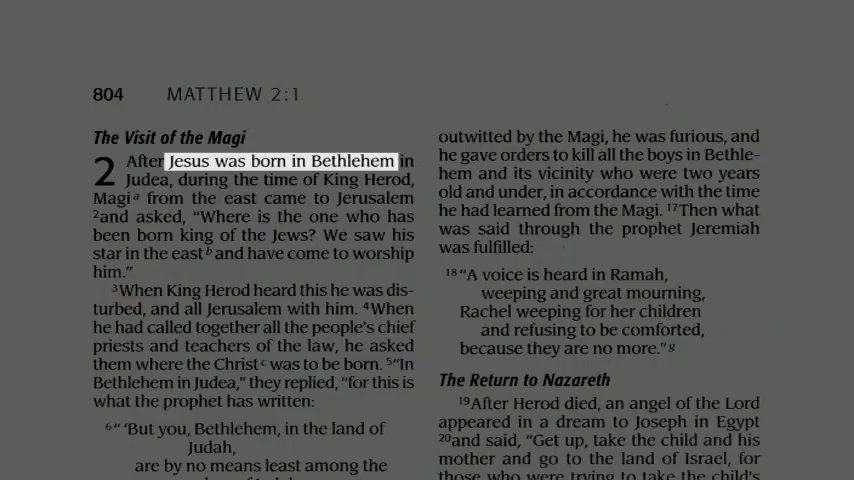 804 MATTHEW 2:1
The Visit of the Magi
2 After Jesus was born in Bethlehem in
Judea, during the time of King Herod,
Magi a from the east came to Jerusalem
2and asked, “Where is the one who has
been born king of the Jews? We saw his
star in the east b and have come to worship
him.”
3When King Herod heard this he was dis-
turbed, and all Jerusalem with him. 4When
he had called together all the people’s chief
priests and teachers of the law, he asked
them where the Christ c was to be born. 5“In
Bethlehem in Judea,” they replied, “for this is
what the prophet has written:
6“ ‘But you, Bethlehem, in the land of
Judah,
are by no means least among the
outwitted by the Magi, he was furious, and
he gave orders to kill all the boys in Bethle-
hem and its vicinity who were two years
old and under, in accordance with the time
he had learned from the Magi. 17Then what
was said through the prophet Jeremiah
was fulfilled:
18“A voice is heard in Ramah,
weeping and great mourning,
Rachel weeping for her children
and refusing to be comforted,
because they are no more.” g
The Return to Nazareth
19After Herod died, an angel of the Lord
appeared in a dream to Joseph in Egypt
20and said, “Get up, take the child and his
mother and go to the land of Israel, for
those who were trying to take the child’s